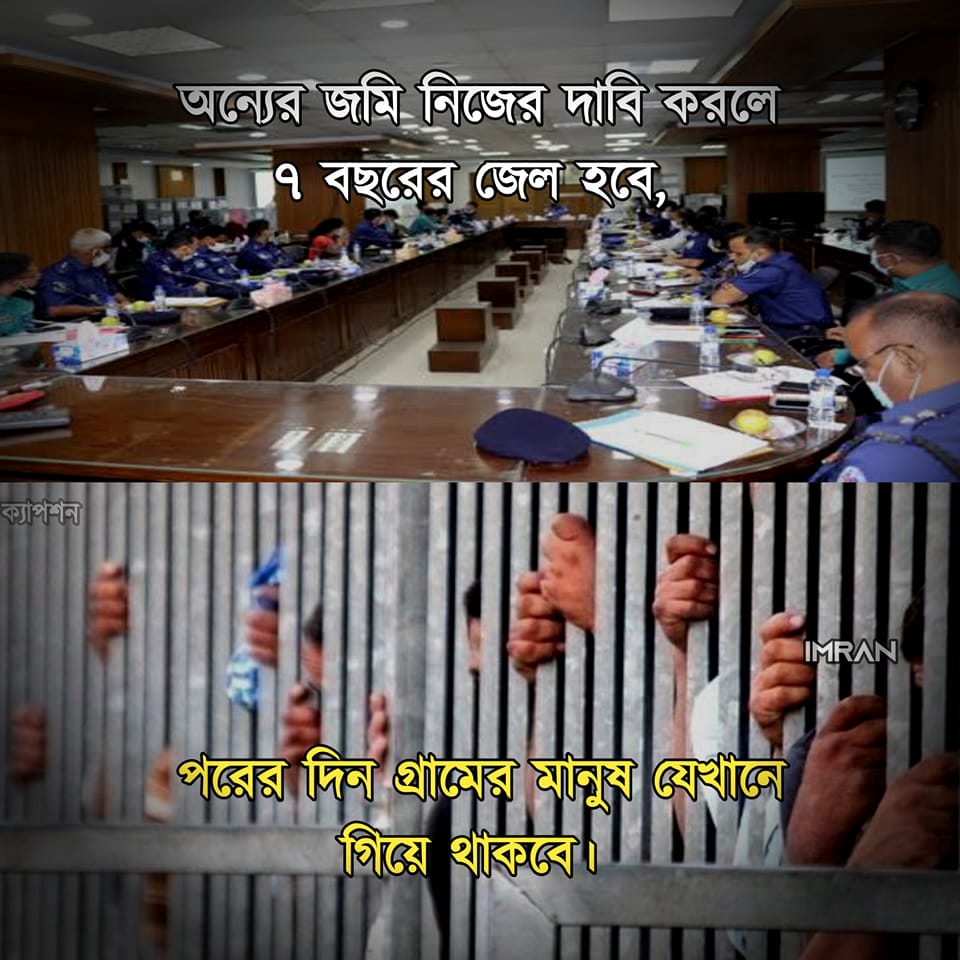 অন্যের জমি নিজের দাবি করলে
৭ বছরের জেল হবে,
ক্যাপশন
IMRAN
পরের দিন গ্রামের মানুষ যেখানে
গিয়ে থাকবে।